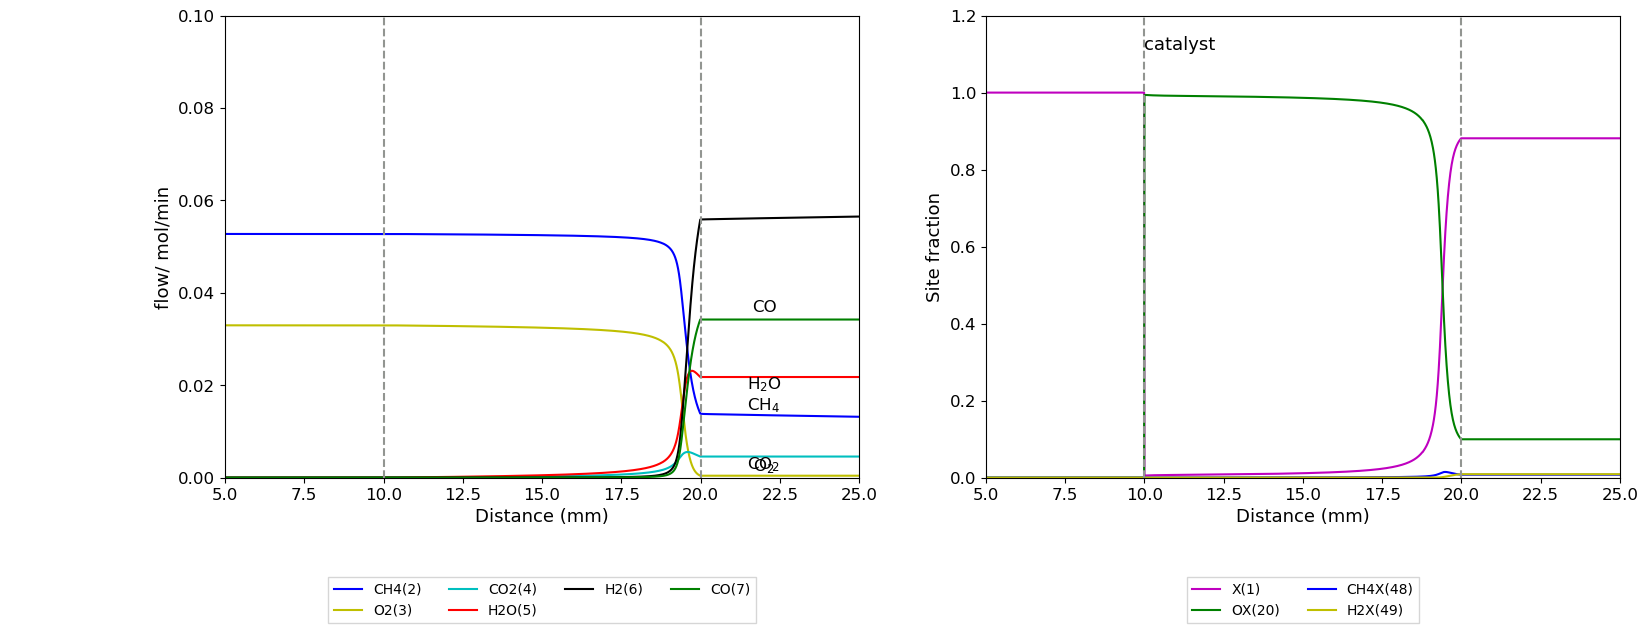 0.10
0.08
0.06
0.04
0.02
0.00
flow/ mol/min
CO
H₂O
CH₄
CO₂
O₂
5.0 7.5 10.0 12.5 15.0 17.5 20.0 22.5 25.0
Distance (mm)
CH4(2) CO2(4) H2(6) CO(7)
O2(3) H2O(5)
1.2
1.0
0.8
0.6
0.4
0.2
0.0
Site fraction
catalyst
5.0 7.5 10.0 12.5 15.0 17.5 20.0 22.5 25.0
Distance (mm)
X(1) CH4X(48)
OX(20) H2X(49)